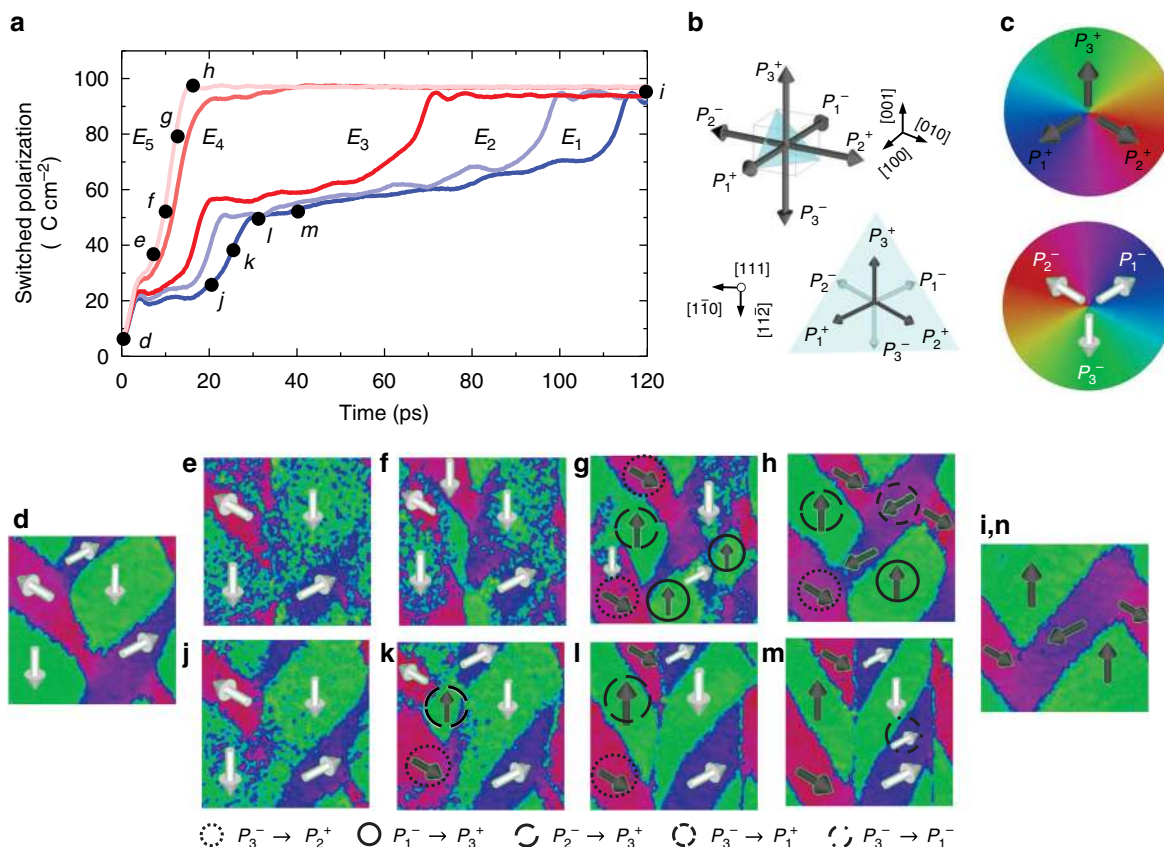 a
Switched polarization
( C cm−2)
100
80
60
40
20
0
0 20 40 60 80 100 120
Time (ps)
E5 E4 E3 E2 E1
d e f g h i j k l m
b
P3+
P1−
P2−
P2+
P1+
P3−
[001]
[010]
[100]
P3+
P2− P1−
P1+ P2+
P3−
[111]
[11̄0]
[112̄]
c
P3+
P1+ P2+
P2− P1−
P3−
d
e
f
g
h
i,n
j
k
l
m
P3− → P2+ P1− → P3+ P2− → P3+ P3− → P1+ P3− → P1−